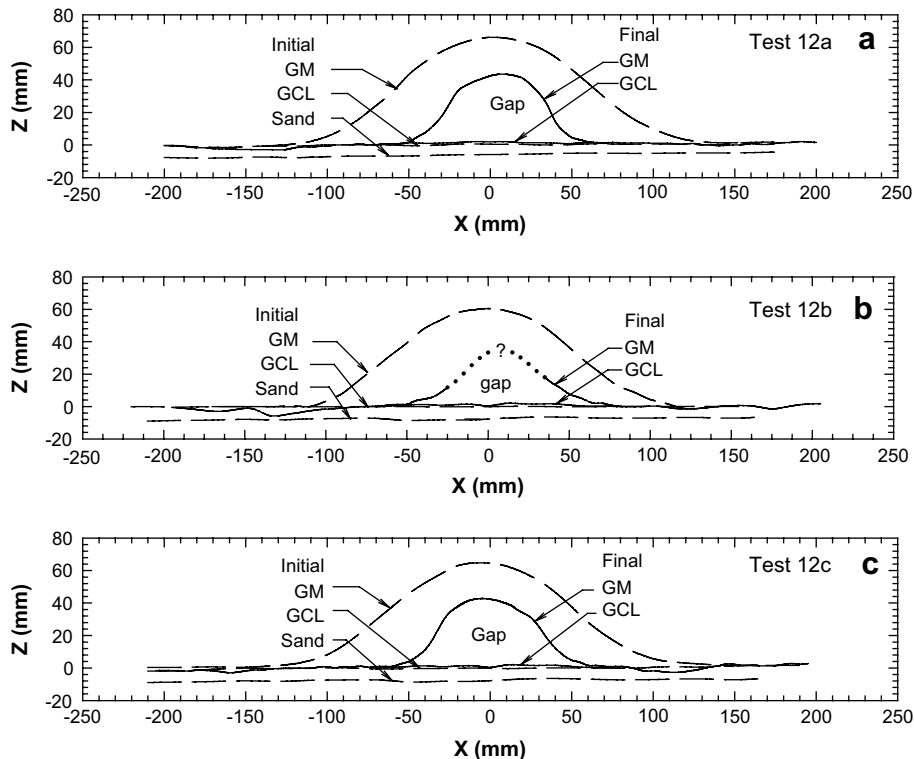 Test 12a a
Initial
GM
GCL
Sand
Final
GM
GCL
Gap
Z (mm)
80
60
40
20
0
-20
-250 -200 -150 -100 -50 0 50 100 150 200 250
X (mm)
Test 12b b
Initial
GM
GCL
Sand
Final
GM
GCL
?
gap
Z (mm)
80
60
40
20
0
-20
-250 -200 -150 -100 -50 0 50 100 150 200 250
X (mm)
Test 12c c
Initial
GM
GCL
Sand
Final
GM
GCL
Gap
Z (mm)
80
60
40
20
0
-20
-250 -200 -150 -100 -50 0 50 100 150 200 250
X (mm)